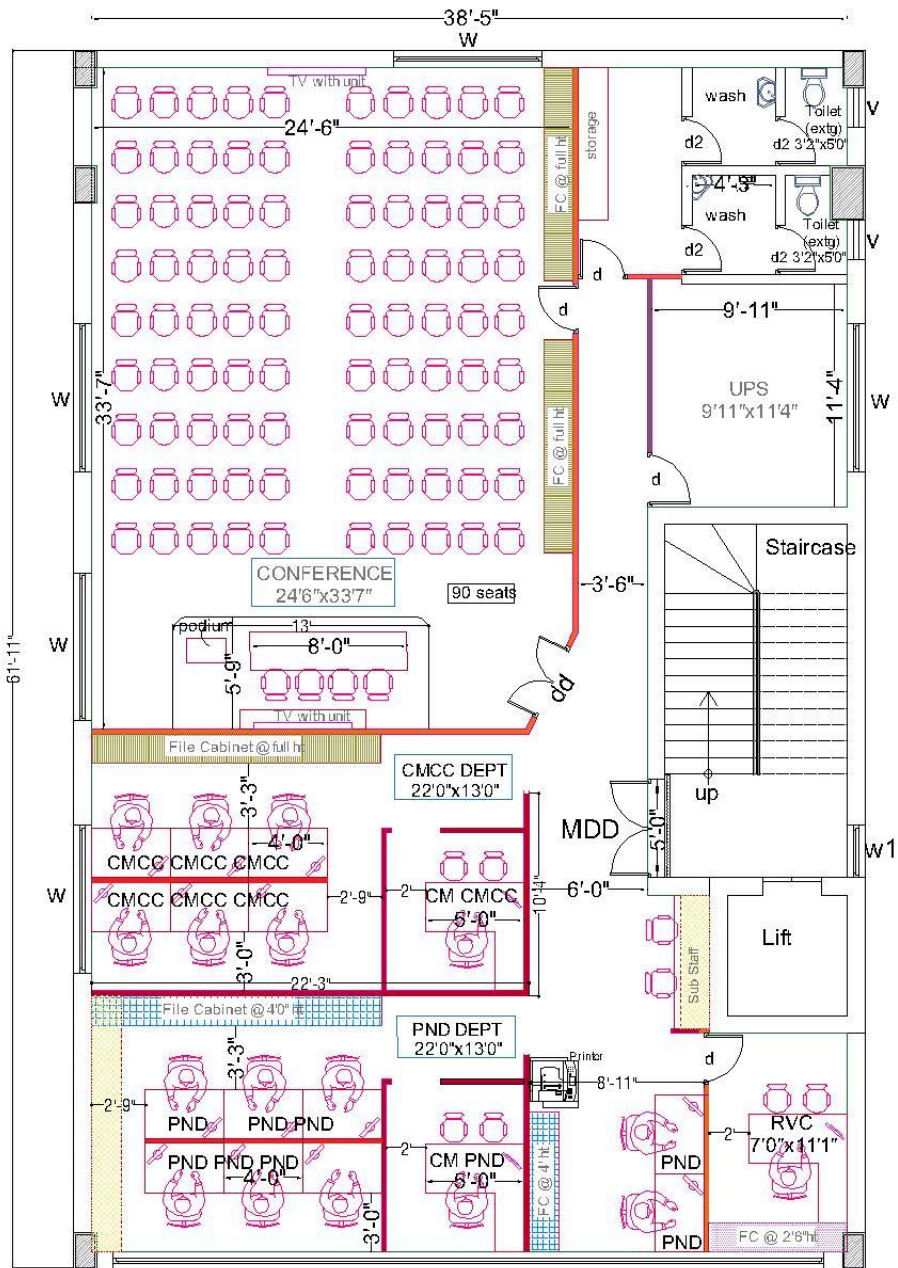 38'-5"
W
TV with unit
wash
Toilet
(extg)
3'2"x5'0"
V
d2
d2
24'-6"
FC @ full ht
storage
4'-3"
wash
Toilet
(extg)
3'2"x5'0"
V
d2
d2
d
d
9'-11"
33'-7"
W
UPS
9'11"x11'4"
11'-4"
W
FC @ full ht
d
Staircase
CONFERENCE
24'6"x33'7"
90 seats
3'-6"
podium
13'
8'-0"
5'-9"
W
61'-11"
dd
TV with unit
up
File Cabinet @ full ht
CMCC DEPT
22'0"x13'0"
3'-3"
MDD
5'-0"
4'-0"
CMCC CMCC CMCC
W1
W
CMCC CMCC CMCC
2'-9"
2'
CM CMCC
5'-0"
10'-4"
6'-0"
3'-0"
22'-3"
Lift
Sub Staff
File Cabinet @ 4'0" ht
PND DEPT
22'0"x13'0"
3'-3"
Printer
8'-11"
d
2'-9"
PND PND PND
2'
RVC
7'0"x11'1"
PND PND PND
4'-0"
2'
CM PND
6'-0"
FC @ 4' ht
PND
3'-0"
PND
FC @ 2'6"ht